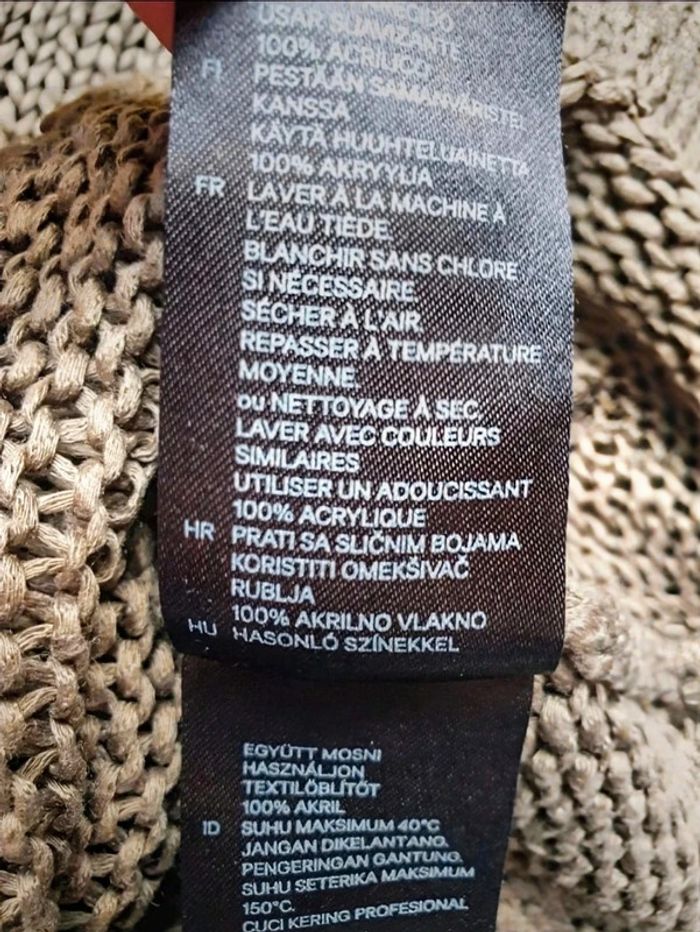 USAR SUAVIZANTE
100% ACRÍLICO
FI PESTÄÄN SAMANVÄRISTEN
KANSSA
KÄYTÄ HUUHTELUAINETTA
100% AKRYYLIA
FR LAVER À LA MACHINE À
L'EAU TIÈDE.
BLANCHIR SANS CHLORE
SI NÉCESSAIRE.
SÉCHER À L'AIR.
REPASSER À TEMPÉRATURE
MOYENNE.
ou NETTOYAGE À SEC.
LAVER AVEC COULEURS
SIMILAIRES
UTILISER UN ADOUCISSANT
100% ACRYLIQUE
HR PRATI SA SLIČNIM BOJAMA
KORISTITI OMEKŠIVAČ
RUBLJA
100% AKRILNO VLAKNO
HU HASONLÓ SZÍNEKKEL
EGYÜTT MOSNI
HASZNÁLJON
TEXTILÖBLÍTŐT
100% AKRIL
ID SUHU MAKSIMUM 40°C
JANGAN DIKELANTANG.
PENGERINGAN GANTUNG.
SUHU SETERIKA MAKSIMUM
150°C.
CUCI KERING PROFESIONAL